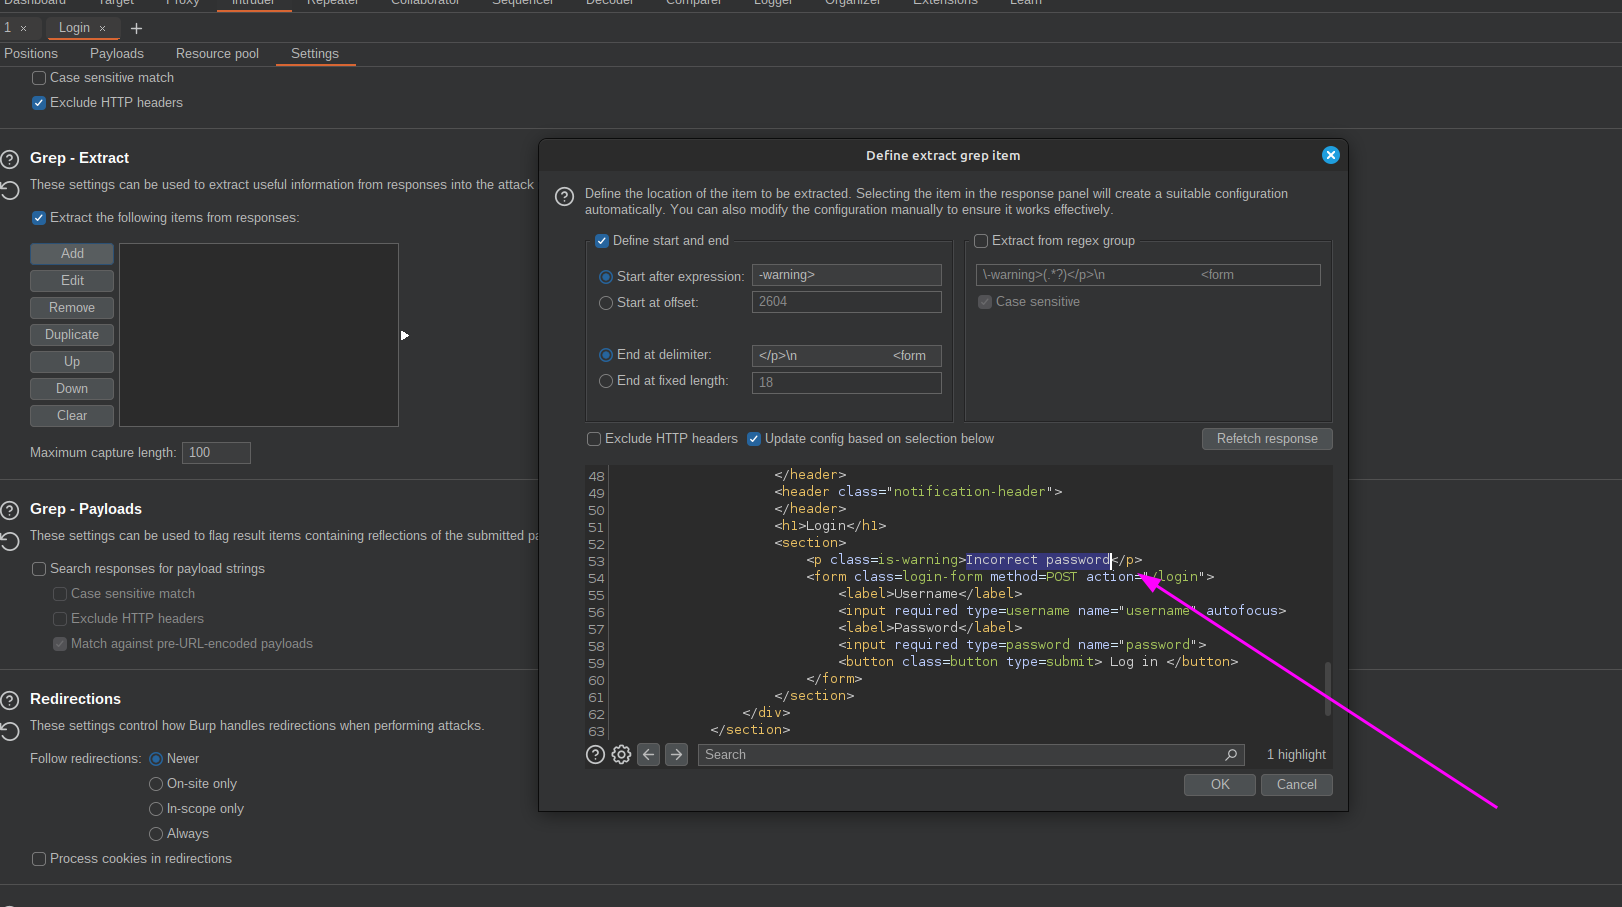 Dashboard Target Proxy Intruder Repeater Collaborator Sequencer Decoder Comparer Logger Organizer Extensions Learn
1 × Login × +
Positions Payloads Resource pool Settings
Case sensitive match
Exclude HTTP headers
Grep - Extract
These settings can be used to extract useful information from responses into the attack
Extract the following items from responses:
Add
Edit
Remove
Duplicate
Up
Down
Clear
Maximum capture length: 100
Grep - Payloads
These settings can be used to flag result items containing reflections of the submitted pa
Search responses for payload strings
Case sensitive match
Exclude HTTP headers
Match against pre-URL-encoded payloads
Redirections
These settings control how Burp handles redirections when performing attacks.
Follow redirections: Never
On-site only
In-scope only
Always
Process cookies in redirections
Define extract grep item
Define the location of the item to be extracted. Selecting the item in the response panel will create a suitable configuration
automatically. You can also modify the configuration manually to ensure it works effectively.
Define start and end
Start after expression: -warning>
Start at offset: 2604
End at delimiter: </p>\n <form
End at fixed length: 18
Extract from regex group
\-warning>(.*?)</p>\n <form
Case sensitive
Exclude HTTP headers Update config based on selection below Refetch response
48 </header>
49 <header class="notification-header">
50 </header>
51 <h1>Login</h1>
52 <section>
53 <p class=is-warning>Incorrect password</p>
54 <form class=login-form method=POST action="/login">
55 <label>Username</label>
56 <input required type=username name="username" autofocus>
57 <label>Password</label>
58 <input required type=password name="password">
59 <button class=button type=submit> Log in </button>
60 </form>
61 </section>
62 </div>
63 </section>
Search 1 highlight
OK Cancel